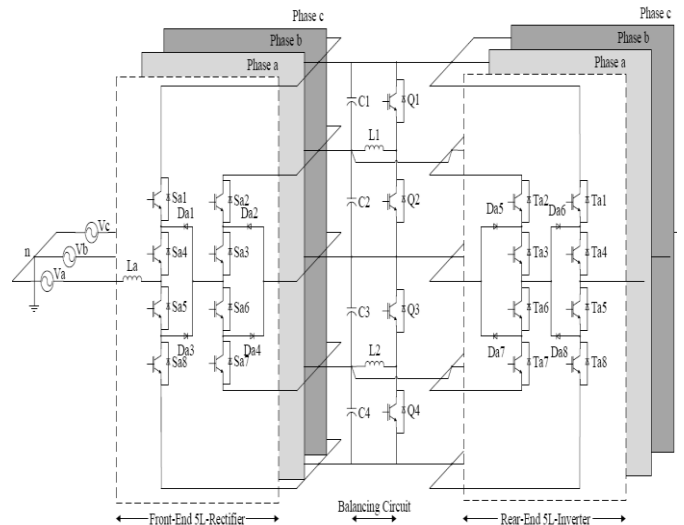 Phase c
Phase b
Phase a
Phase c
Phase b
Phase a
C1
Q1
L1
C2
Q2
C3
Q3
L2
C4
Q4
Vc
n
Vb
Va
La
Sa1
Sa2
Da1
Da2
Sa4
Sa3
Sa5
Sa6
Da3
Da4
Sa8
Sa7
Ta2
Ta1
Da5
Da6
Ta3
Ta4
Ta6
Ta5
Da7
Da8
Ta7
Ta8
Front-End 5L-Rectifier
Balancing Circuit
Rear-End 5L-Inverter